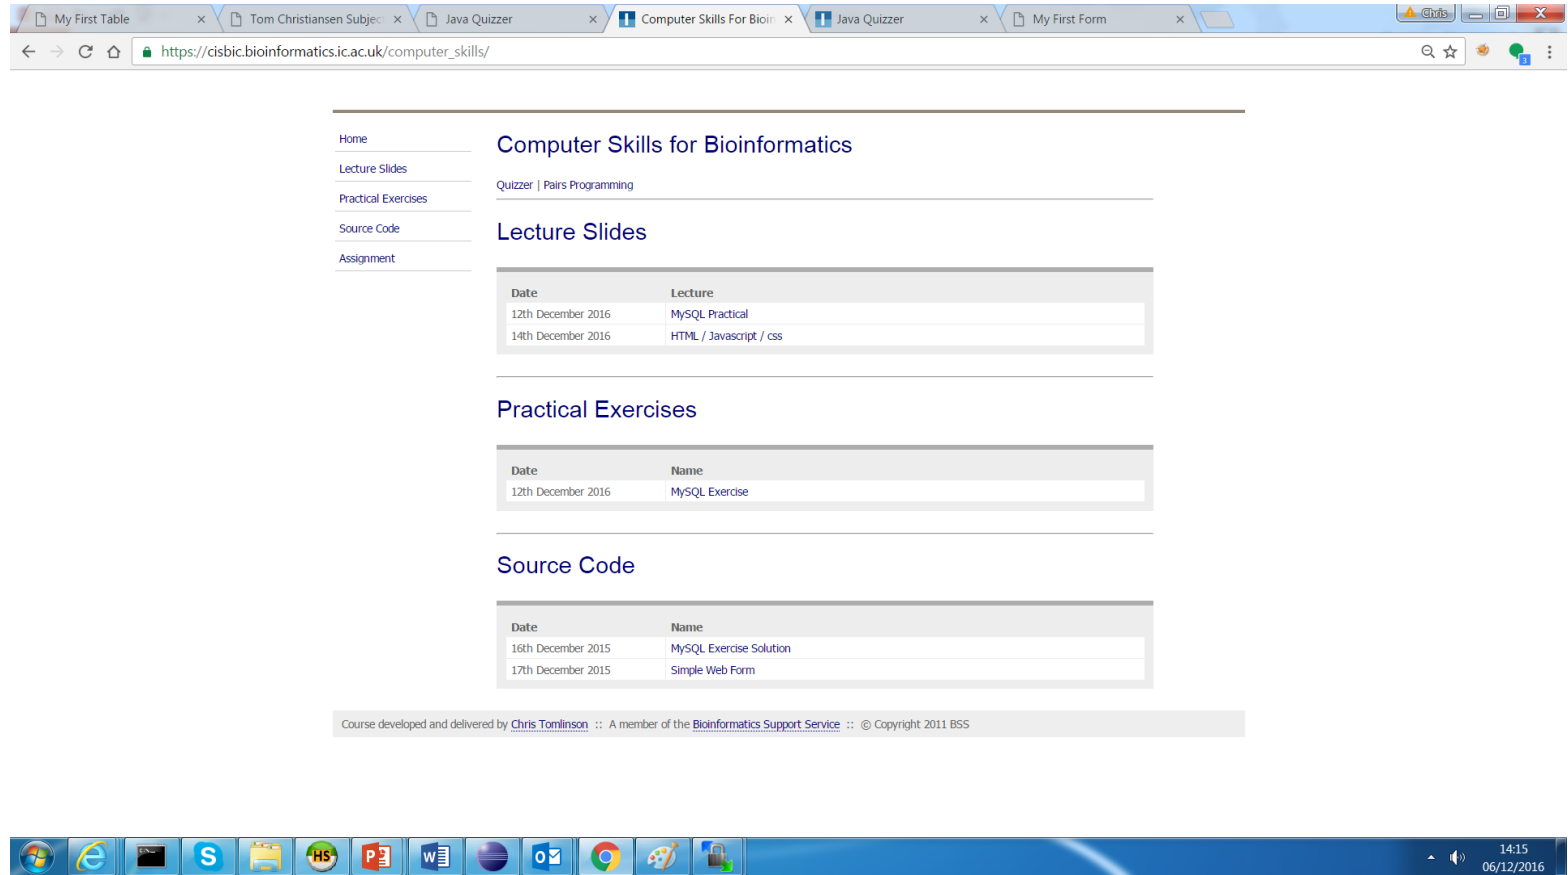 My First Table
Tom Christiansen Subjec
Java Quizzer
Computer Skills For Bioin
Java Quizzer
My First Form
Chris
https://cisbic.bioinformatics.ic.ac.uk/computer_skills/
3
Home
Lecture Slides
Practical Exercises
Source Code
Assignment
Computer Skills for Bioinformatics
Quizzer | Pairs Programming
Lecture Slides
Date Lecture
12th December 2016 MySQL Practical
14th December 2016 HTML / Javascript / css
Practical Exercises
Date Name
12th December 2016 MySQL Exercise
Source Code
Date Name
16th December 2015 MySQL Exercise Solution
17th December 2015 Simple Web Form
Course developed and delivered by Chris Tomlinson :: A member of the Bioinformatics Support Service :: © Copyright 2011 BSS
14:15
06/12/2016